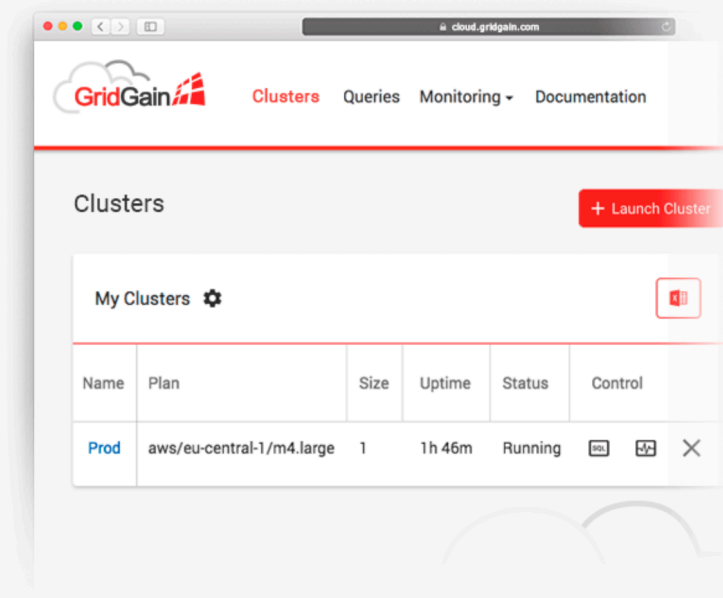 cloud.gridgain.com
GridGain Clusters Queries Monitoring Documentation
Clusters
+ Launch Cluster
My Clusters
Name Plan Size Uptime Status Control
Prod aws/eu-central-1/m4.large 1 1h 46m Running SQL